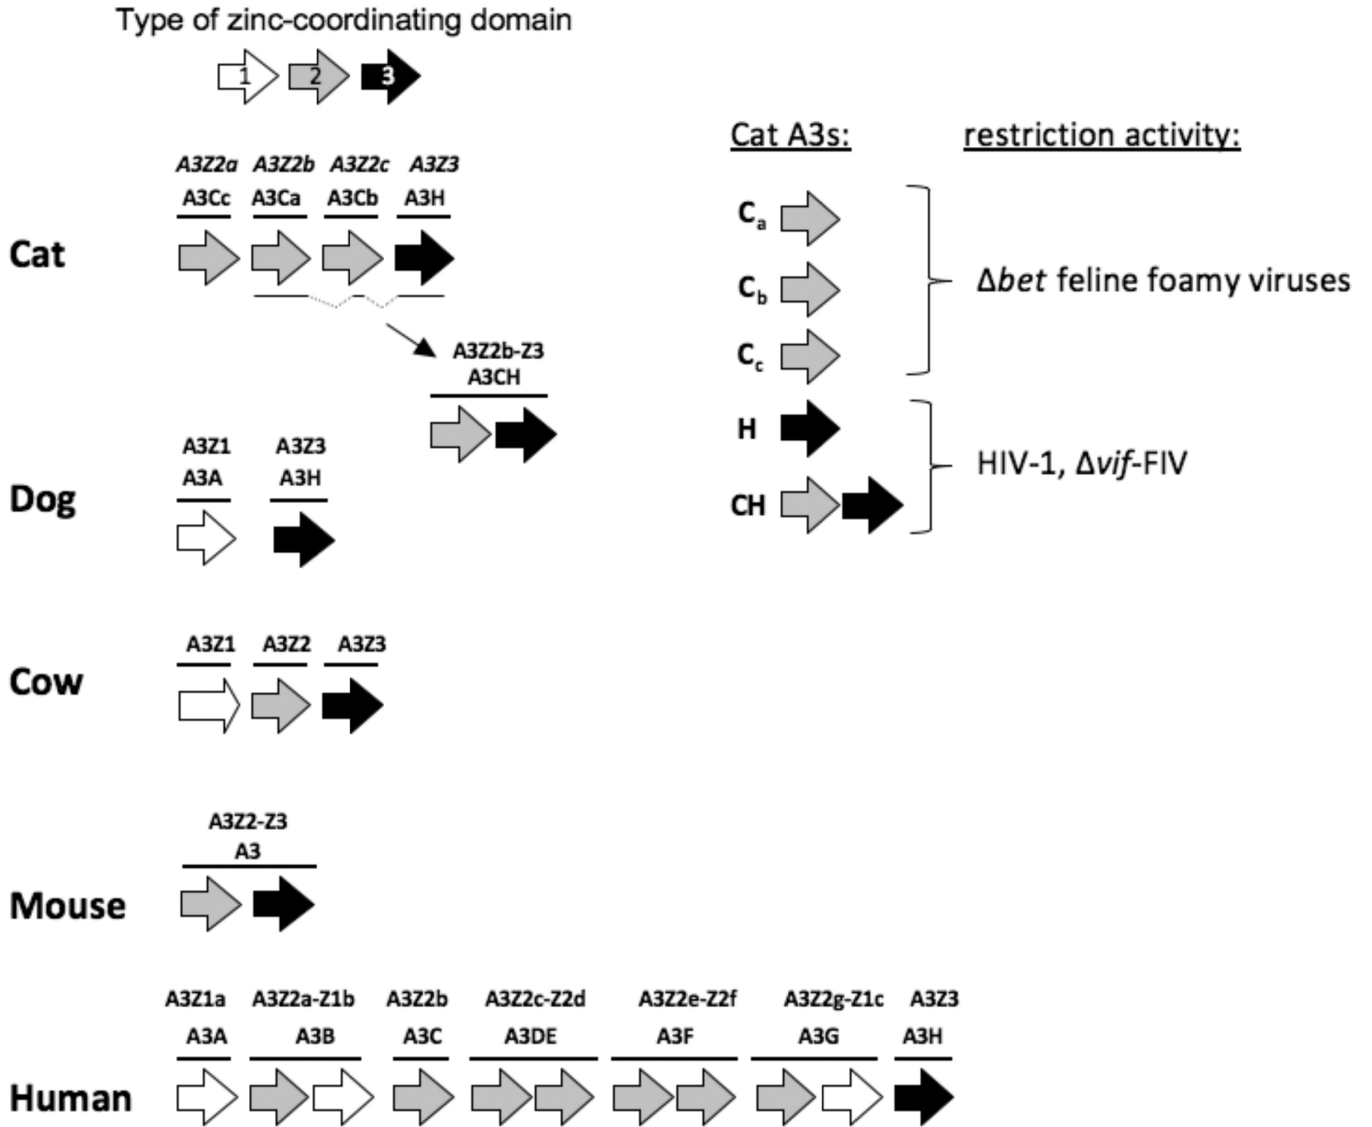 Type of zinc-coordinating domain
1 2 3
Cat A3s: restriction activity:
A3Z2a A3Z2b A3Z2c A3Z3
A3Cc A3Ca A3Cb A3H
Cat
A3Z2b-Z3
A3CH
Ca
Cb
Cc
Δbet feline foamy viruses
H
CH
HIV-1, Δvif-FIV
A3Z1 A3Z3
A3A A3H
Dog
A3Z1 A3Z2 A3Z3
Cow
A3Z2-Z3
A3
Mouse
A3Z1a A3Z2a-Z1b A3Z2b A3Z2c-Z2d A3Z2e-Z2f A3Z2g-Z1c A3Z3
A3A A3B A3C A3DE A3F A3G A3H
Human